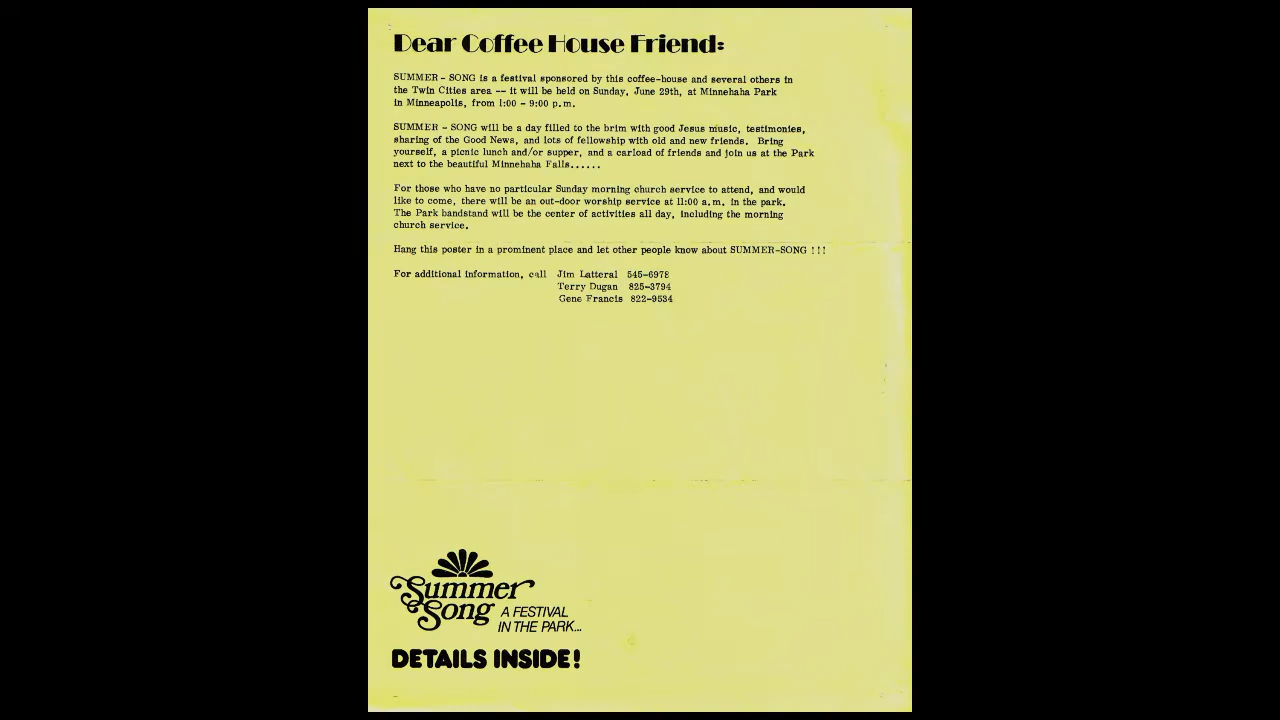 Dear Coffee House Friend:
SUMMER - SONG is a festival sponsored by this coffee-house and several others in
the Twin Cities area -- it will be held on Sunday, June 29th, at Minnehaha Park
in Minneapolis, from 1:00 - 9:00 p.m.
SUMMER - SONG will be a day filled to the brim with good Jesus music, testimonies,
sharing of the Good News, and lots of fellowship with old and new friends. Bring
yourself, a picnic lunch and/or supper, and a carload of friends and join us at the Park
next to the beautiful Minnehaha Falls......
For those who have no particular Sunday morning church service to attend, and would
like to come, there will be an out-door worship service at 11:00 a.m. in the park.
The Park bandstand will be the center of activities all day, including the morning
church service.
Hang this poster in a prominent place and let other people know about SUMMER-SONG !!!
For additional information, call Jim Latteral 545-6978
Terry Dugan 825-3794
Gene Francis 822-9534
Summer
Song A FESTIVAL
IN THE PARK...
DETAILS INSIDE!